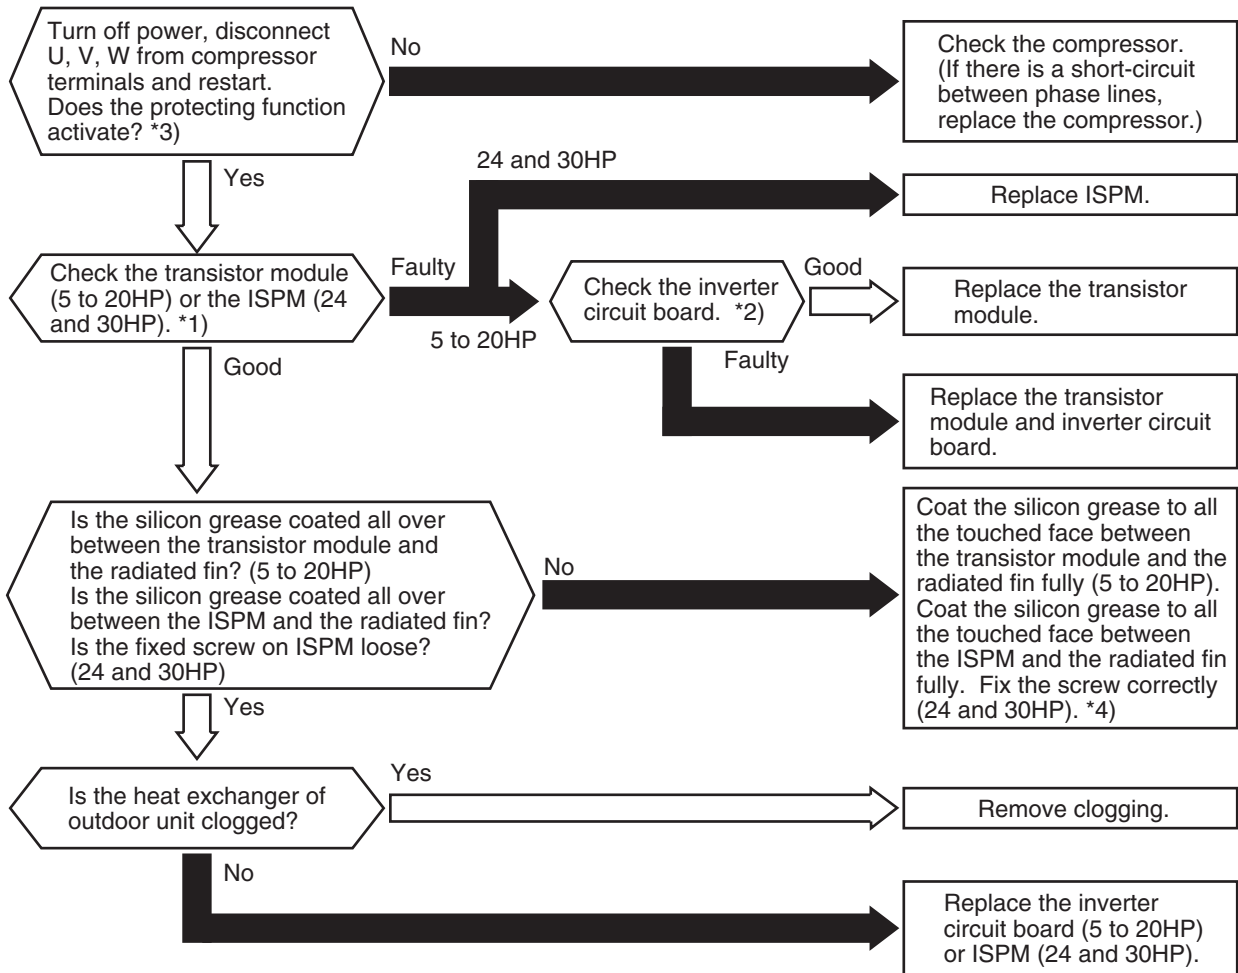 Turn off power, disconnect
U, V, W from compressor
terminals and restart.
Does the protecting function
activate? *3)
No
Check the compressor.
(If there is a short-circuit
between phase lines,
replace the compressor.)
Yes
24 and 30HP
Replace ISPM.
Check the transistor module
(5 to 20HP) or the ISPM (24
and 30HP). *1)
Faulty
5 to 20HP
Check the inverter
circuit board. *2)
Good
Replace the transistor
module.
Faulty
Replace the transistor
module and inverter circuit
board.
Good
Is the silicon grease coated all over
between the transistor module and
the radiated fin? (5 to 20HP)
Is the silicon grease coated all over
between the ISPM and the radiated fin?
Is the fixed screw on ISPM loose?
(24 and 30HP)
No
Coat the silicon grease to all
the touched face between
the transistor module and the
radiated fin fully (5 to 20HP).
Coat the silicon grease to all
the touched face between
the ISPM and the radiated fin
fully. Fix the screw correctly
(24 and 30HP). *4)
Yes
Is the heat exchanger of
outdoor unit clogged?
Yes
Remove clogging.
No
Replace the inverter
circuit board (5 to 20HP)
or ISPM (24 and 30HP).